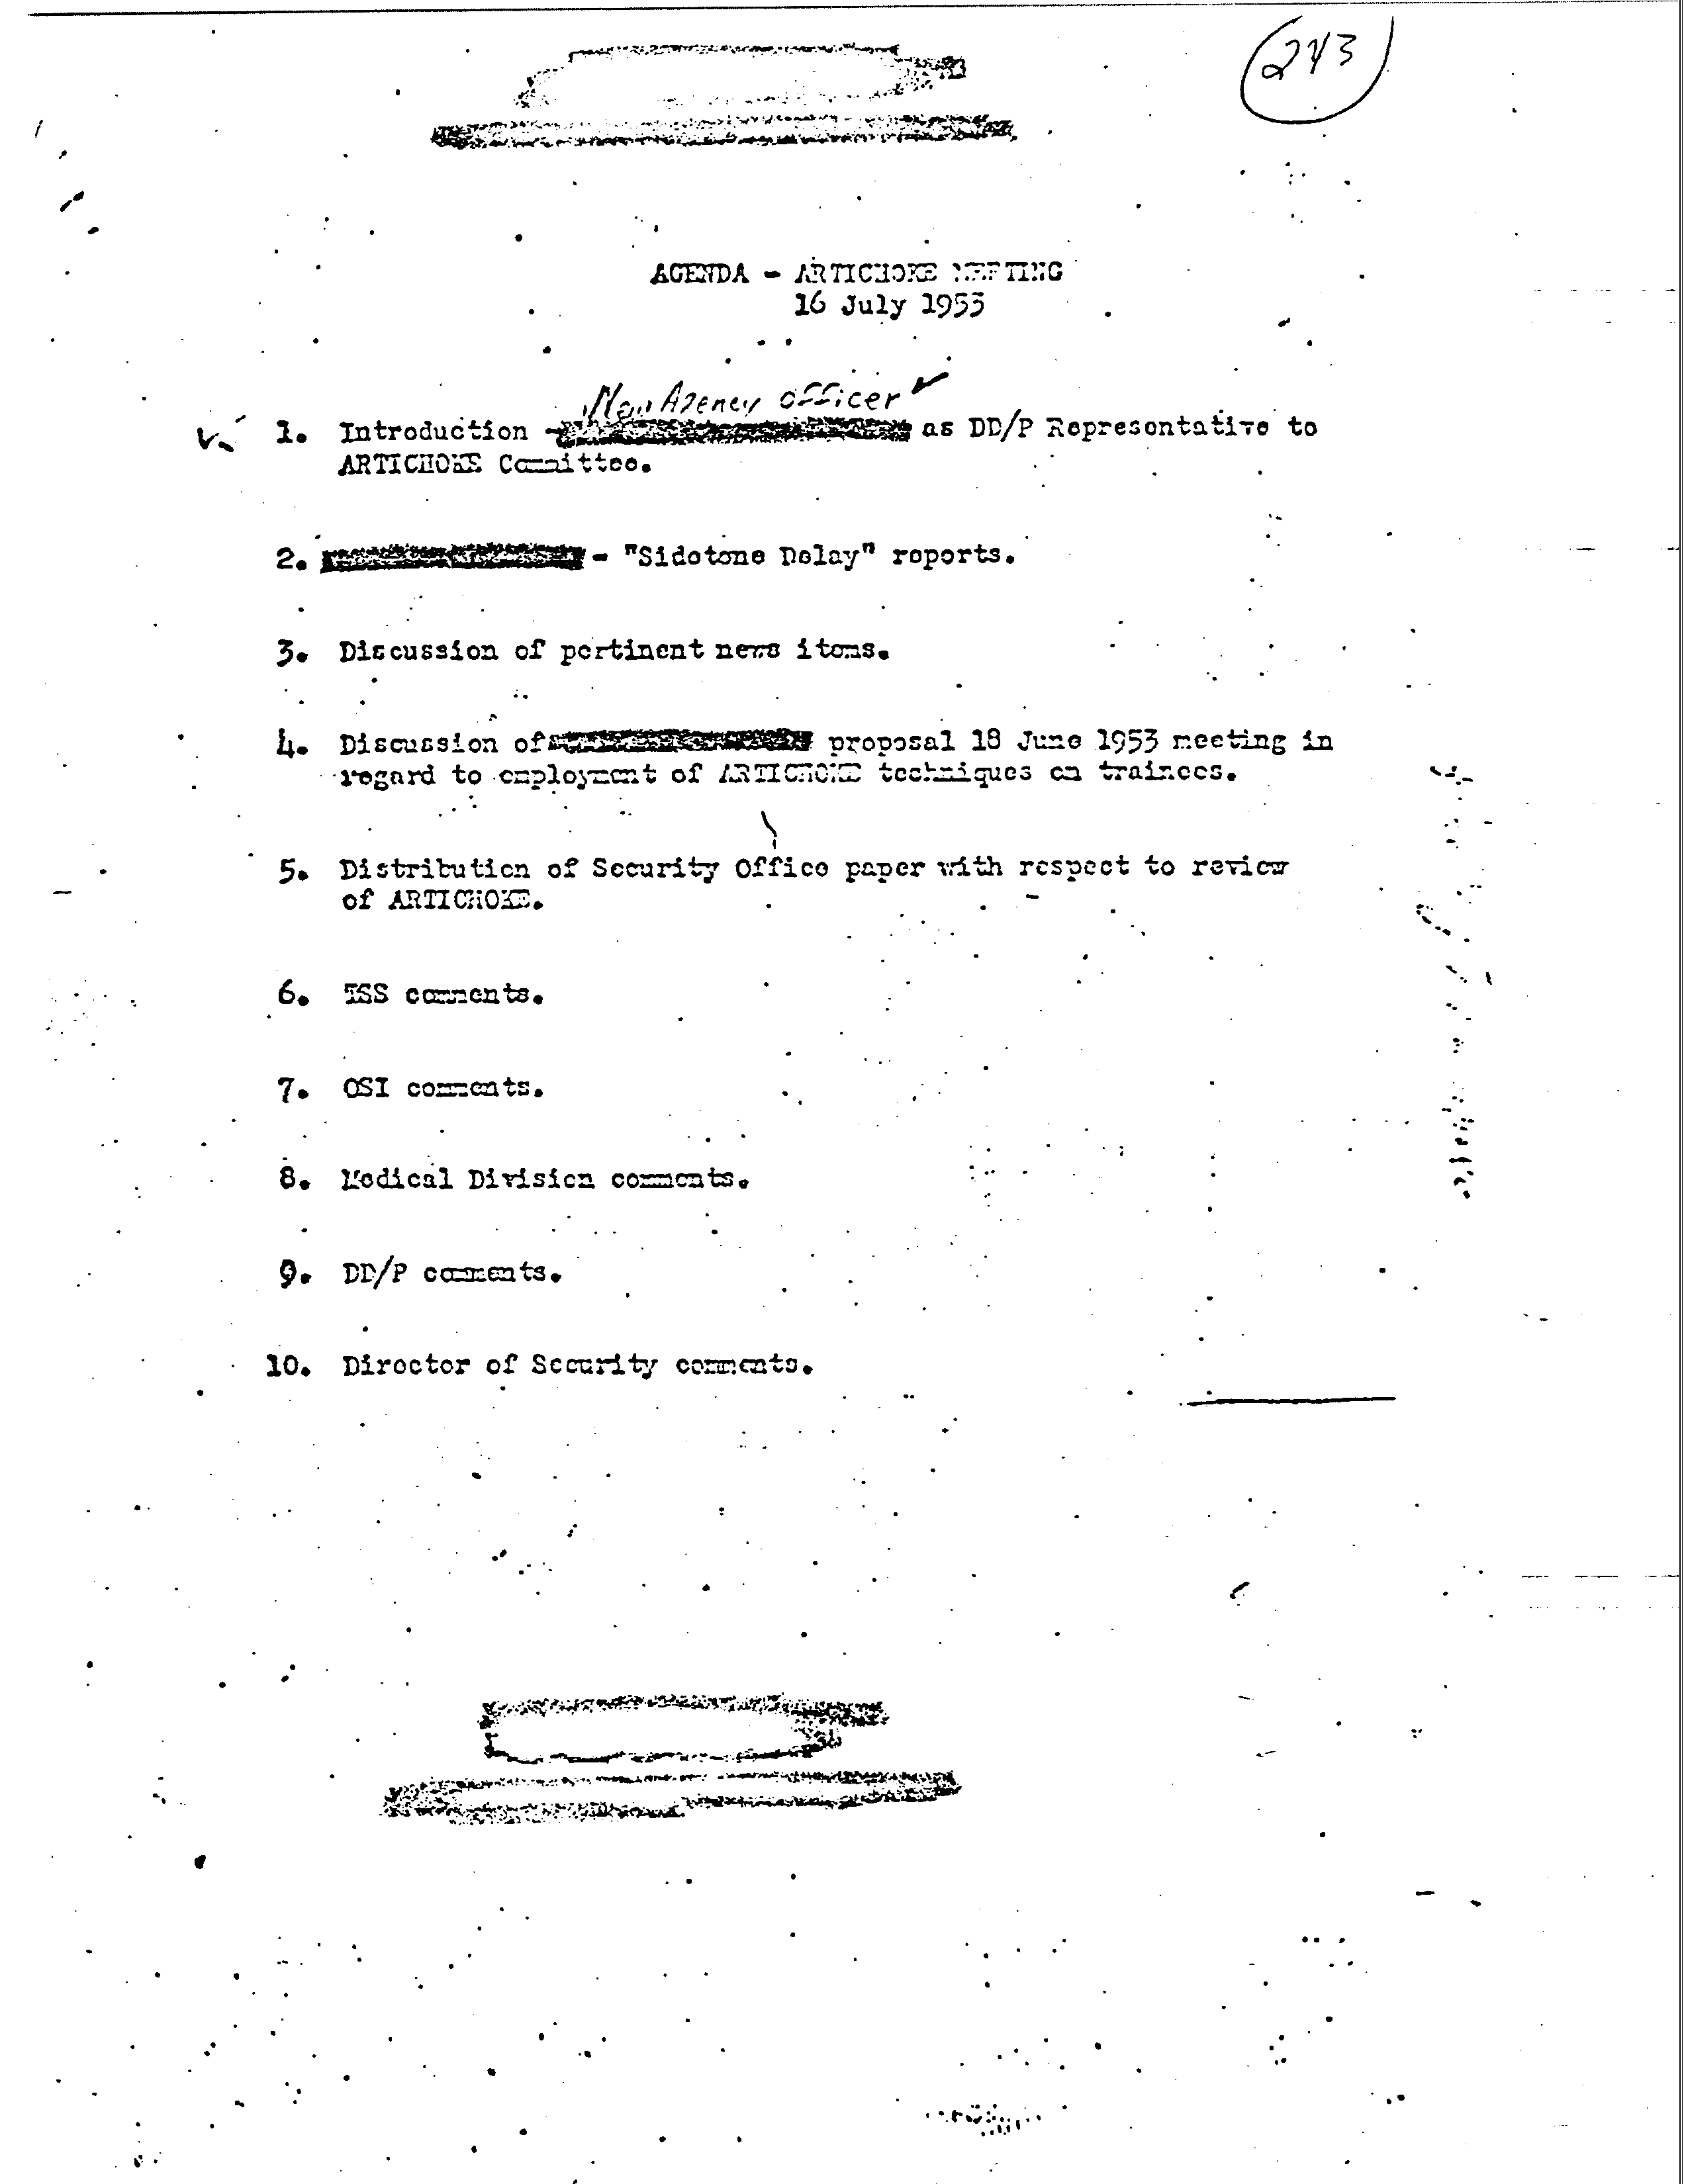 243
AGENDA - ARTICHOKE MEETING
16 July 1953
Agency officer
1. Introduction - as DD/P Representative to
ARTICHOKE Committee.
2. - "Sidetone Delay" reports.
3. Discussion of pertinent news items.
4. Discussion of proposal 18 June 1953 meeting in
regard to employment of ARTICHOKE techniques on trainees.
5. Distribution of Security Office paper with respect to review
of ARTICHOKE.
6. TSS comments.
7. OSI comments.
8. Medical Division comments.
9. DD/P comments.
10. Director of Security comments.